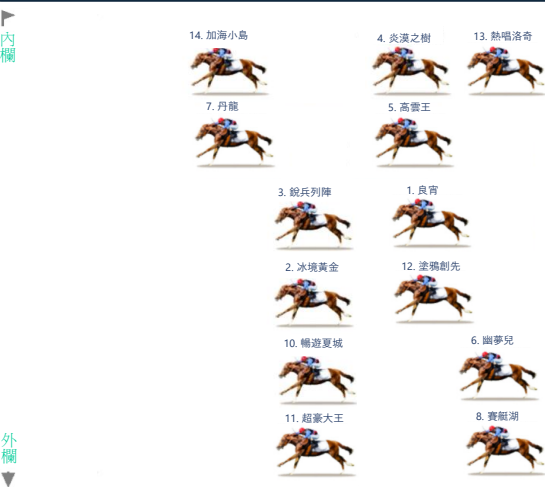 內欄
14. 加海小島
4. 炎漠之樹
13. 熱唱洛奇
7. 丹龍
5. 高雲王
3. 銳兵列陣
1. 良宵
2. 冰境黃金
12. 塗鴉創先
10. 暢遊夏城
6. 幽夢兒
11. 超豪大王
8. 賽艇湖
外欄